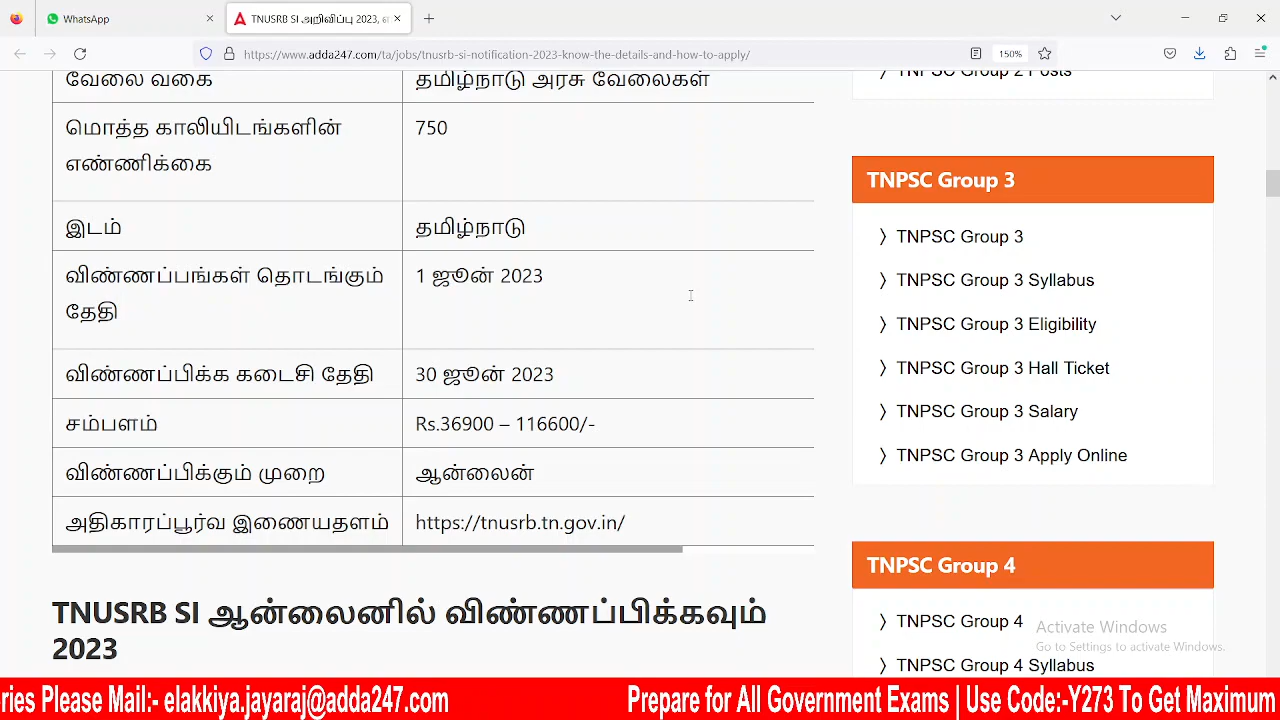 WhatsApp
TNUSRB SI அறிவிப்பு 2023,
https://www.adda247.com/ta/jobs/tnusrb-si-notification-2023-know-the-details-and-how-to-apply/
150%
வேலை வகை
தமிழ்நாடு அரசு வேலைகள்
மொத்த காலியிடங்களின்
எண்ணிக்கை
750
இடம்
தமிழ்நாடு
விண்ணப்பங்கள் தொடங்கும்
தேதி
1 ஜூன் 2023
விண்ணப்பிக்க கடைசி தேதி
30 ஜூன் 2023
சம்பளம்
Rs.36900 – 116600/-
விண்ணப்பிக்கும் முறை
ஆன்லைன்
அதிகாரப்பூர்வ இணையதளம்
https://tnusrb.tn.gov.in/
TNUSRB SI ஆன்லைனில் விண்ணப்பிக்கவும்
2023
TNPSC Group 2 Posts
TNPSC Group 3
TNPSC Group 3
TNPSC Group 3 Syllabus
TNPSC Group 3 Eligibility
TNPSC Group 3 Hall Ticket
TNPSC Group 3 Salary
TNPSC Group 3 Apply Online
TNPSC Group 4
TNPSC Group 4
TNPSC Group 4 Syllabus
Activate Windows
Go to Settings to activate Windows.
ries Please Mail:- elakkiya.jayaraj@adda247.com
Prepare for All Government Exams | Use Code:-Y273 To Get Maximum